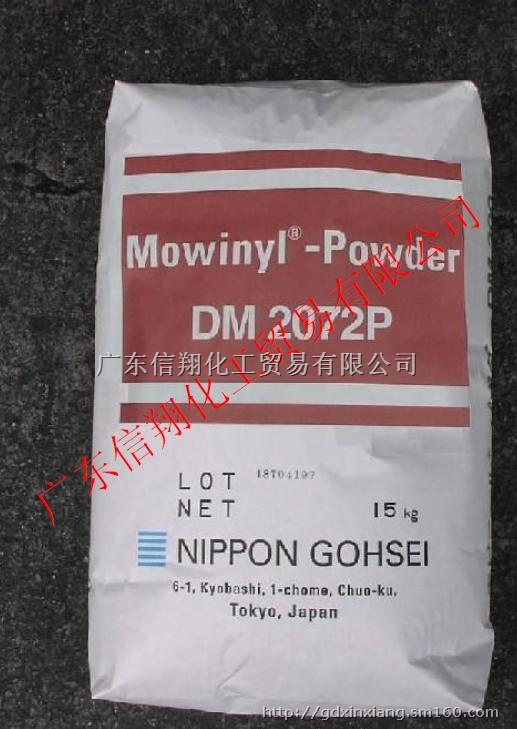 Mowinyl®-Powder
DM 2072P
广东信翔化工贸易有限公司
广东信翔化工贸易有限公司
LOT 18704197
NET 15 kg
NIPPON GOHSEI
6-1, Kyobashi, 1-chome, Chuo-ku,
Tokyo, Japan
http://gdxinxiang.sm160.com